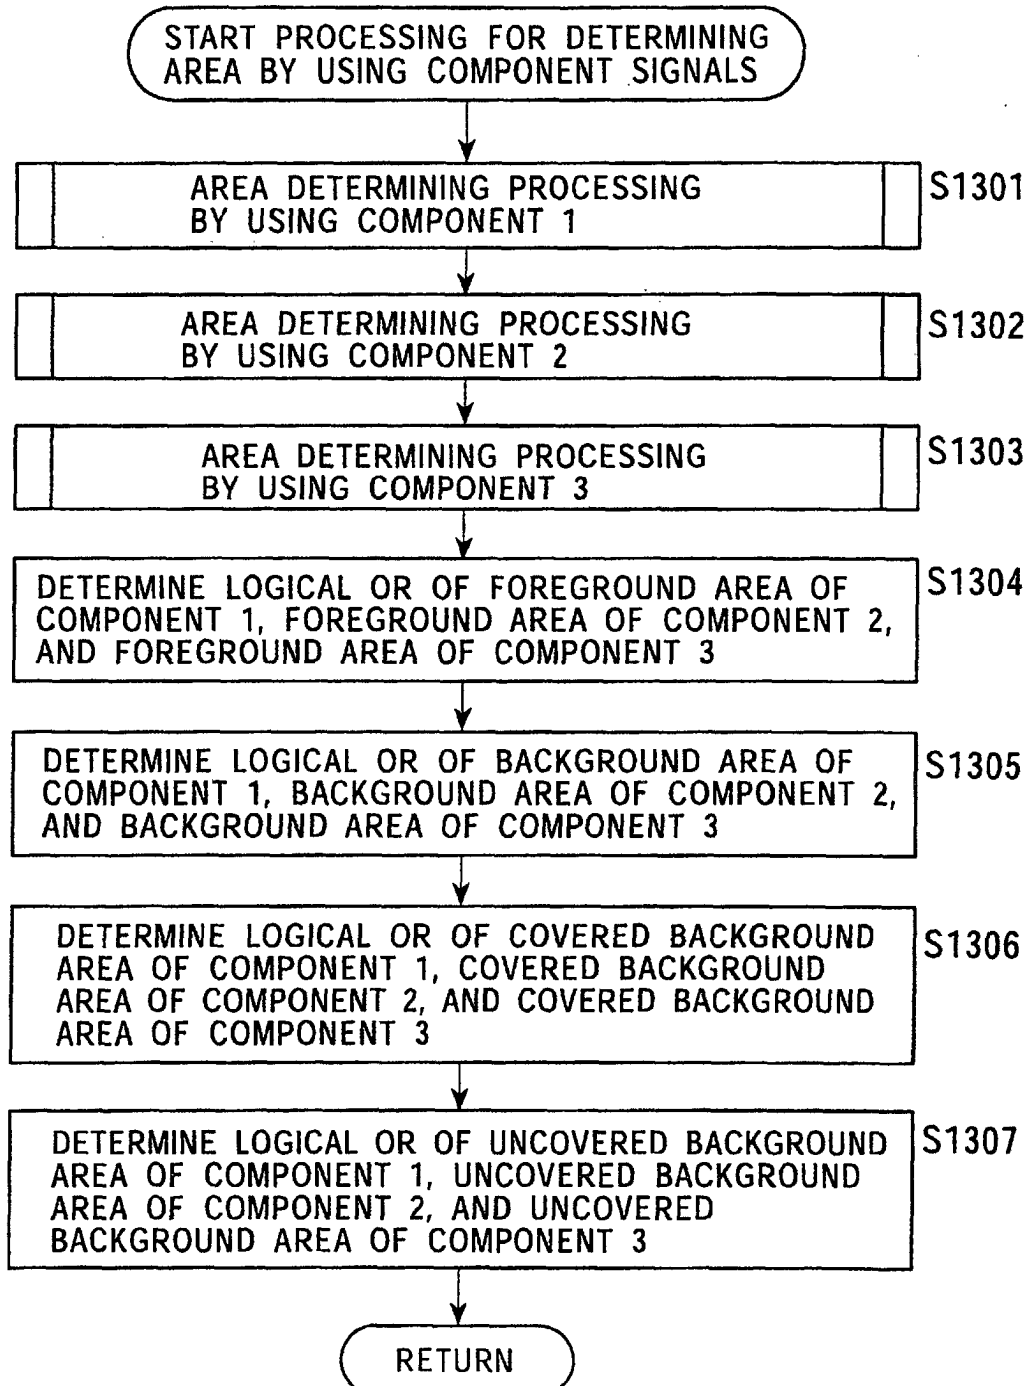 START PROCESSING FOR DETERMINING
AREA BY USING COMPONENT SIGNALS
AREA DETERMINING PROCESSING
BY USING COMPONENT 1
S1301
AREA DETERMINING PROCESSING
BY USING COMPONENT 2
S1302
AREA DETERMINING PROCESSING
BY USING COMPONENT 3
S1303
DETERMINE LOGICAL OR OF FOREGROUND AREA OF
COMPONENT 1, FOREGROUND AREA OF COMPONENT 2,
AND FOREGROUND AREA OF COMPONENT 3
S1304
DETERMINE LOGICAL OR OF BACKGROUND AREA OF
COMPONENT 1, BACKGROUND AREA OF COMPONENT 2,
AND BACKGROUND AREA OF COMPONENT 3
S1305
DETERMINE LOGICAL OR OF COVERED BACKGROUND
AREA OF COMPONENT 1, COVERED BACKGROUND
AREA OF COMPONENT 2, AND COVERED BACKGROUND
AREA OF COMPONENT 3
S1306
DETERMINE LOGICAL OR OF UNCOVERED BACKGROUND
AREA OF COMPONENT 1, UNCOVERED BACKGROUND
AREA OF COMPONENT 2, AND UNCOVERED
BACKGROUND AREA OF COMPONENT 3
S1307
RETURN